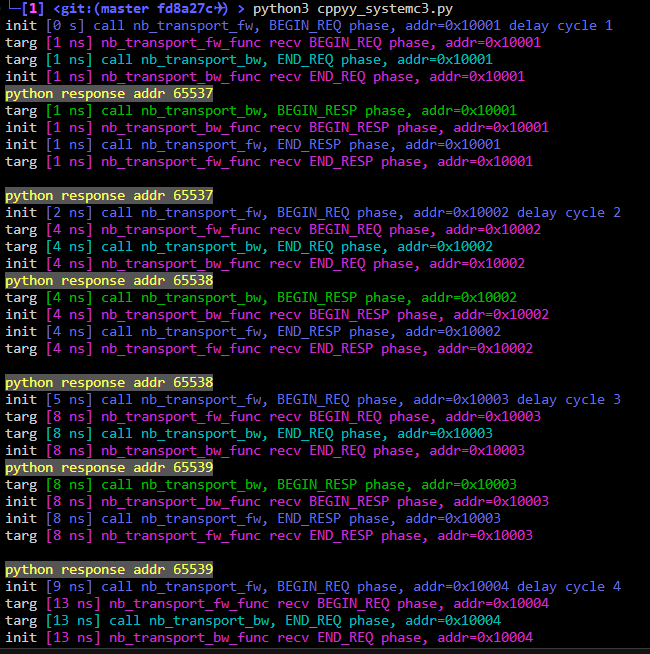 [1] <git:(master fd8a27c✈) > python3 cppyy_systemc3.py
init [0 s] call nb_transport_fw, BEGIN_REQ phase, addr=0x10001 delay cycle 1
targ [1 ns] nb_transport_fw_func recv BEGIN_REQ phase, addr=0x10001
targ [1 ns] call nb_transport_bw, END_REQ phase, addr=0x10001
init [1 ns] nb_transport_bw_func recv END_REQ phase, addr=0x10001
python response addr 65537
targ [1 ns] call nb_transport_bw, BEGIN_RESP phase, addr=0x10001
init [1 ns] nb_transport_bw_func recv BEGIN_RESP phase, addr=0x10001
init [1 ns] call nb_transport_fw, END_RESP phase, addr=0x10001
targ [1 ns] nb_transport_fw_func recv END_RESP phase, addr=0x10001
python response addr 65537
init [2 ns] call nb_transport_fw, BEGIN_REQ phase, addr=0x10002 delay cycle 2
targ [4 ns] nb_transport_fw_func recv BEGIN_REQ phase, addr=0x10002
targ [4 ns] call nb_transport_bw, END_REQ phase, addr=0x10002
init [4 ns] nb_transport_bw_func recv END_REQ phase, addr=0x10002
python response addr 65538
targ [4 ns] call nb_transport_bw, BEGIN_RESP phase, addr=0x10002
init [4 ns] nb_transport_bw_func recv BEGIN_RESP phase, addr=0x10002
init [4 ns] call nb_transport_fw, END_RESP phase, addr=0x10002
targ [4 ns] nb_transport_fw_func recv END_RESP phase, addr=0x10002
python response addr 65538
init [5 ns] call nb_transport_fw, BEGIN_REQ phase, addr=0x10003 delay cycle 3
targ [8 ns] nb_transport_fw_func recv BEGIN_REQ phase, addr=0x10003
targ [8 ns] call nb_transport_bw, END_REQ phase, addr=0x10003
init [8 ns] nb_transport_bw_func recv END_REQ phase, addr=0x10003
python response addr 65539
targ [8 ns] call nb_transport_bw, BEGIN_RESP phase, addr=0x10003
init [8 ns] nb_transport_bw_func recv BEGIN_RESP phase, addr=0x10003
init [8 ns] call nb_transport_fw, END_RESP phase, addr=0x10003
targ [8 ns] nb_transport_fw_func recv END_RESP phase, addr=0x10003
python response addr 65539
init [9 ns] call nb_transport_fw, BEGIN_REQ phase, addr=0x10004 delay cycle 4
targ [13 ns] nb_transport_fw_func recv BEGIN_REQ phase, addr=0x10004
targ [13 ns] call nb_transport_bw, END_REQ phase, addr=0x10004
init [13 ns] nb_transport_bw_func recv END_REQ phase, addr=0x10004